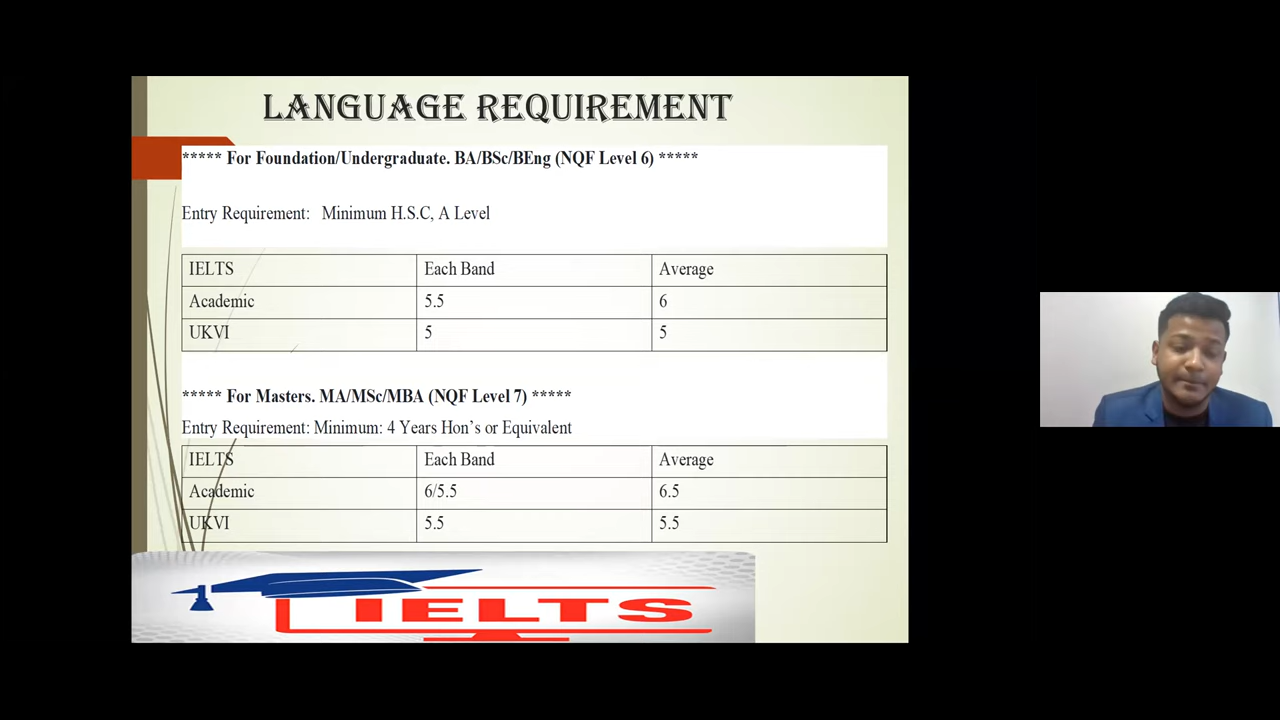 LANGUAGE REQUIREMENT
***** For Foundation/Undergraduate. BA/BSc/BEng (NQF Level 6) *****
Entry Requirement: Minimum H.S.C, A Level
IELTS Each Band Average
Academic 5.5 6
UKVI 5 5
***** For Masters. MA/MSc/MBA (NQF Level 7) *****
Entry Requirement: Minimum: 4 Years Hon’s or Equivalent
IELTS Each Band Average
Academic 6/5.5 6.5
UKVI 5.5 5.5
IELTS